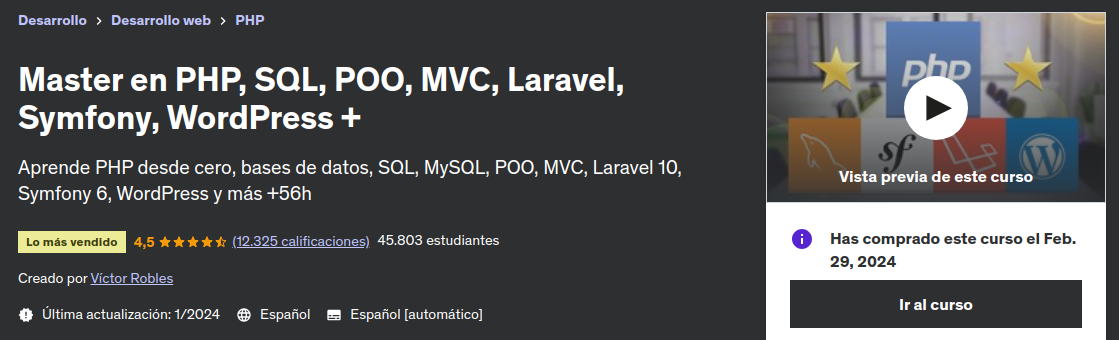 Desarrollo > Desarrollo web > PHP
Master en PHP, SQL, POO, MVC, Laravel,
Symfony, WordPress +
Aprende PHP desde cero, bases de datos, SQL, MySQL, POO, MVC, Laravel 10,
Symfony 6, WordPress y más +56h
Lo más vendido 4,5 (12.325 calificaciones) 45.803 estudiantes
Creado por Víctor Robles
Última actualización: 1/2024 Español Español [automático]
php
sf
Vista previa de este curso
Has comprado este curso el Feb.
29, 2024
Ir al curso